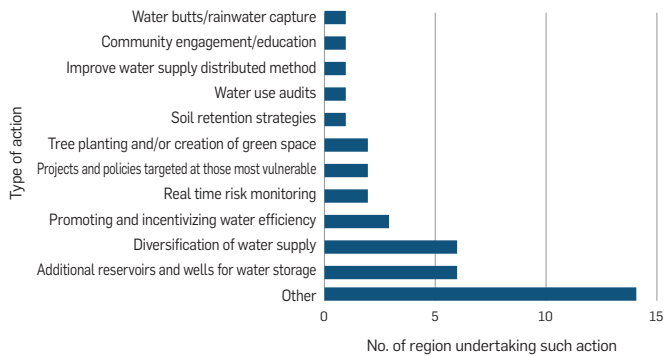 Water butts/rainwater capture
Community engagement/education
Improve water supply distributed method
Water use audits
Soil retention strategies
Tree planting and/or creation of green space
Projects and policies targeted at those most vulnerable
Real time risk monitoring
Promoting and incentivizing water efficiency
Diversification of water supply
Additional reservoirs and wells for water storage
Other
Type of action
0 5 10 15
No. of region undertaking such action